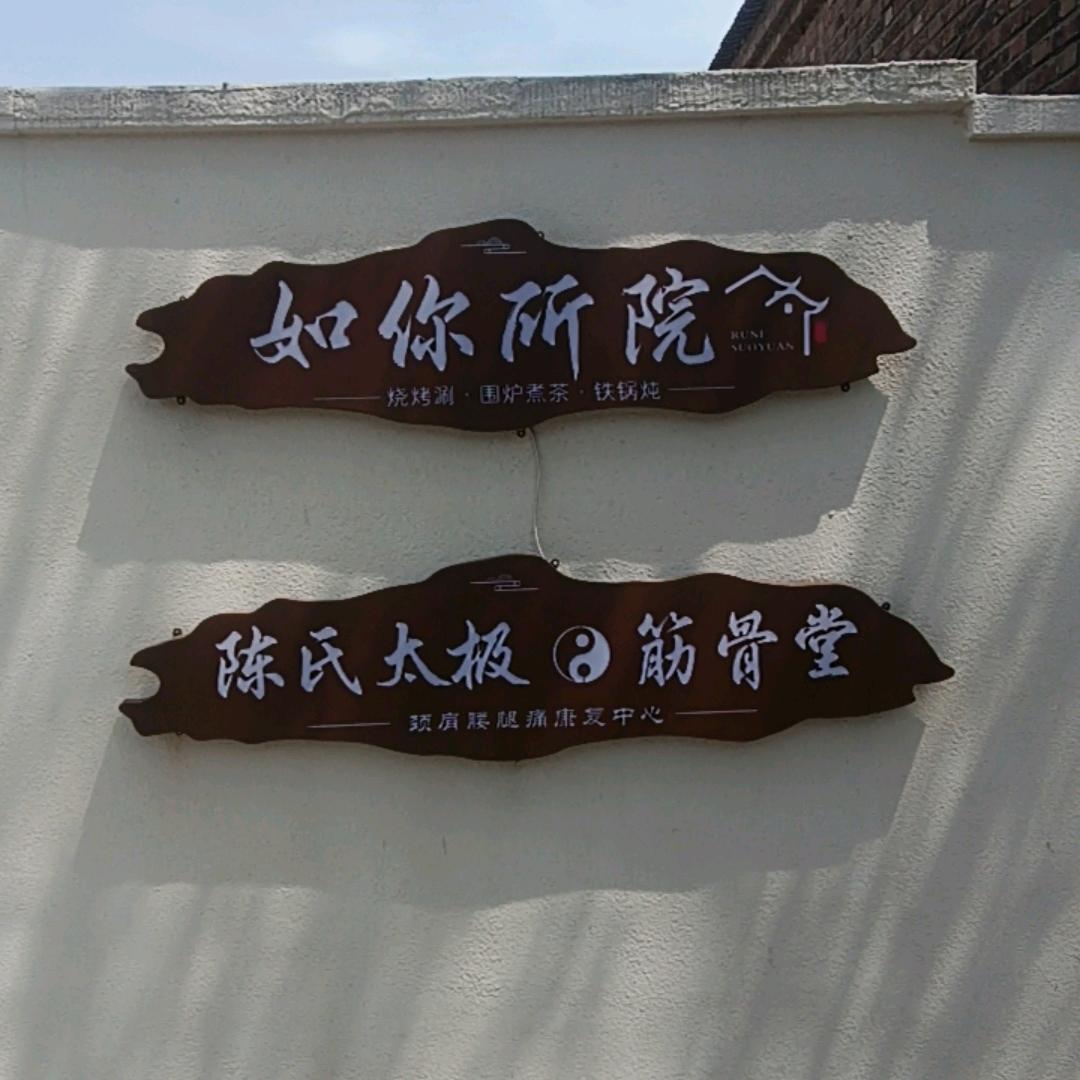 如你所院
RUNI
SUOYUAN
烧烤涮·围炉煮茶·铁锅炖
陈氏太极 筋骨堂
颈肩腰腿痛康复中心